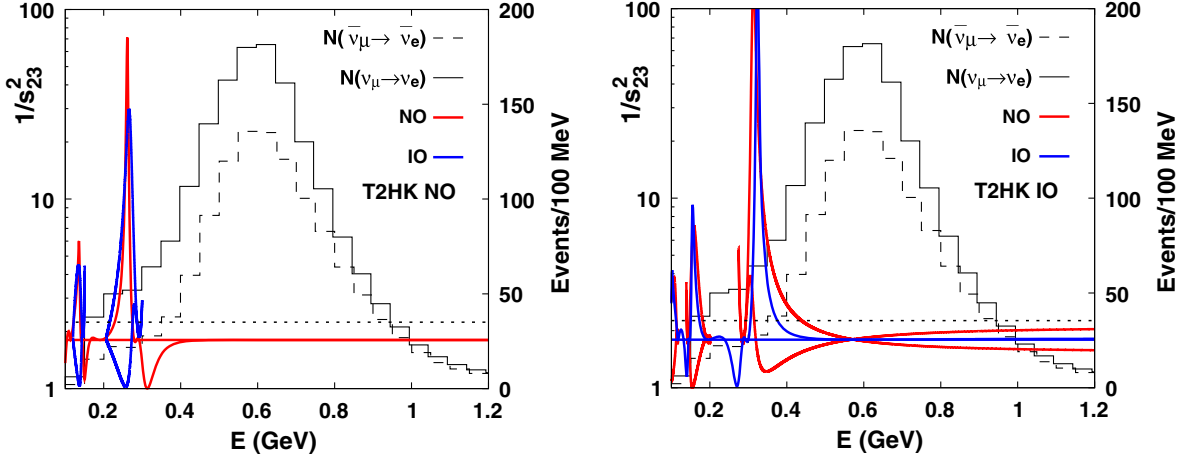 1/s₂₃²
100
10
1
N(ν̄μ→ ν̄e)
N(νμ→νe)
NO
IO
T2HK NO
200
150
100
50
0
Events/100 MeV
0.2 0.4 0.6 0.8 1 1.2
E (GeV)
1/s₂₃²
100
10
1
N(ν̄μ→ ν̄e)
N(νμ→νe)
NO
IO
T2HK IO
200
150
100
50
0
Events/100 MeV
0.2 0.4 0.6 0.8 1 1.2
E (GeV)